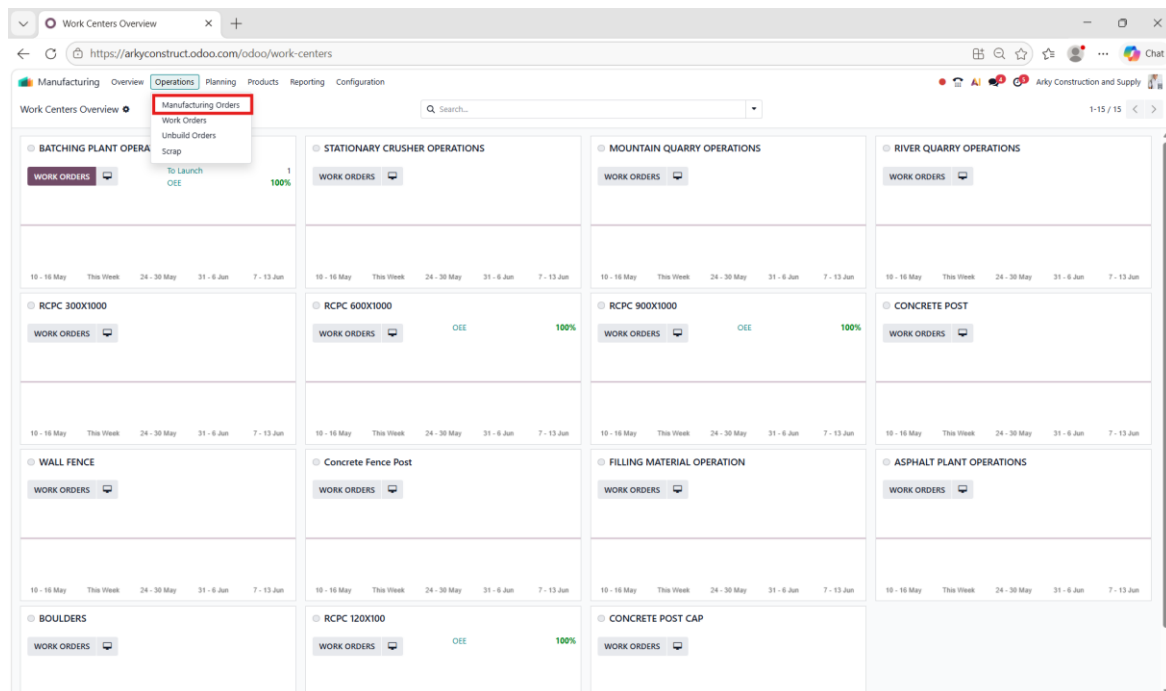 Work Centers Overview
https://arkyconstruct.odoo.com/odoo/work-centers
Chat
Manufacturing Overview Operations Planning Products Reporting Configuration
AI 4 5 Arky Construction and Supply
Work Centers Overview
Search...
1-15 / 15
Manufacturing Orders
Work Orders
Unbuild Orders
Scrap
BATCHING PLANT OPERA
WORK ORDERS
To Launch 1
OEE 100%
10 - 16 May This Week 24 - 30 May 31 - 6 Jun 7 - 13 Jun
STATIONARY CRUSHER OPERATIONS
WORK ORDERS
10 - 16 May This Week 24 - 30 May 31 - 6 Jun 7 - 13 Jun
MOUNTAIN QUARRY OPERATIONS
WORK ORDERS
10 - 16 May This Week 24 - 30 May 31 - 6 Jun 7 - 13 Jun
RIVER QUARRY OPERATIONS
WORK ORDERS
10 - 16 May This Week 24 - 30 May 31 - 6 Jun 7 - 13 Jun
RCPC 300X1000
WORK ORDERS
10 - 16 May This Week 24 - 30 May 31 - 6 Jun 7 - 13 Jun
RCPC 600X1000
WORK ORDERS
OEE 100%
10 - 16 May This Week 24 - 30 May 31 - 6 Jun 7 - 13 Jun
RCPC 900X1000
WORK ORDERS
OEE 100%
10 - 16 May This Week 24 - 30 May 31 - 6 Jun 7 - 13 Jun
CONCRETE POST
WORK ORDERS
10 - 16 May This Week 24 - 30 May 31 - 6 Jun 7 - 13 Jun
WALL FENCE
WORK ORDERS
10 - 16 May This Week 24 - 30 May 31 - 6 Jun 7 - 13 Jun
Concrete Fence Post
WORK ORDERS
10 - 16 May This Week 24 - 30 May 31 - 6 Jun 7 - 13 Jun
FILLING MATERIAL OPERATION
WORK ORDERS
10 - 16 May This Week 24 - 30 May 31 - 6 Jun 7 - 13 Jun
ASPHALT PLANT OPERATIONS
WORK ORDERS
10 - 16 May This Week 24 - 30 May 31 - 6 Jun 7 - 13 Jun
BOULDERS
WORK ORDERS
RCPC 120X100
WORK ORDERS
OEE 100%
CONCRETE POST CAP
WORK ORDERS